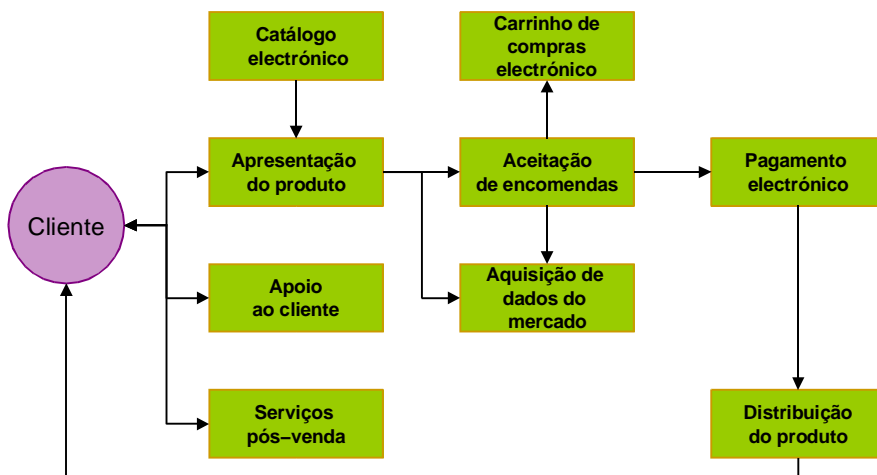 Catálogo
electrónico
Carrinho de
compras
electrónico
Apresentação
do produto
Aceitação
de encomendas
Pagamento
electrónico
Cliente
Apoio
ao cliente
Aquisição de
dados do
mercado
Serviços
pós−venda
Distribuição
do produto